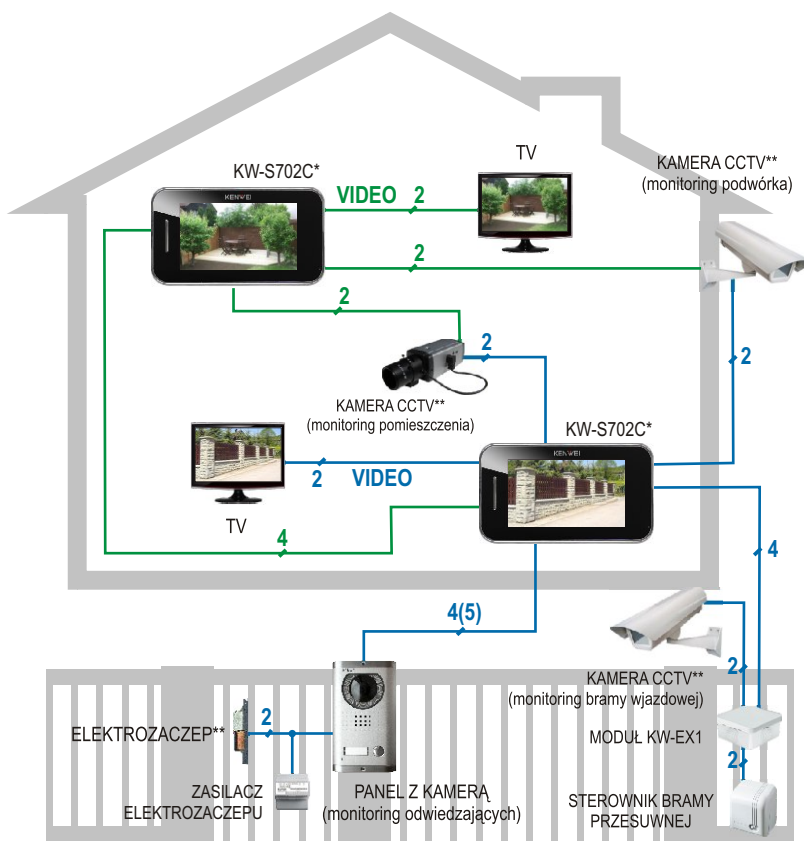 TV
KW-S702C*
KAMERA CCTV**
(monitoring podwórka)
KENWEI
VIDEO
2
2
2
2
2
KAMERA CCTV**
(monitoring pomieszczenia)
KW-S702C*
KENWEI
2
VIDEO
TV
4
4
4(5)
2
KAMERA CCTV**
(monitoring bramy wjazdowej)
2
ELEKTROZACZEP**
MODUŁ KW-EX1
2
ZASILACZ
ELEKTROZACZEPU
PANEL Z KAMERĄ
(monitoring odwiedzających)
STEROWNIK BRAMY
PRZESUWNEJ